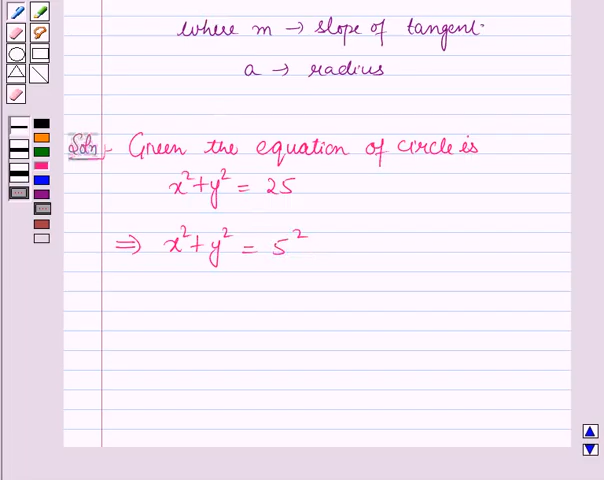 where m → slope of tangent.
a → radius
Soln:- Given the equation of circle is
x² + y² = 25
⇒ x² + y² = 5²